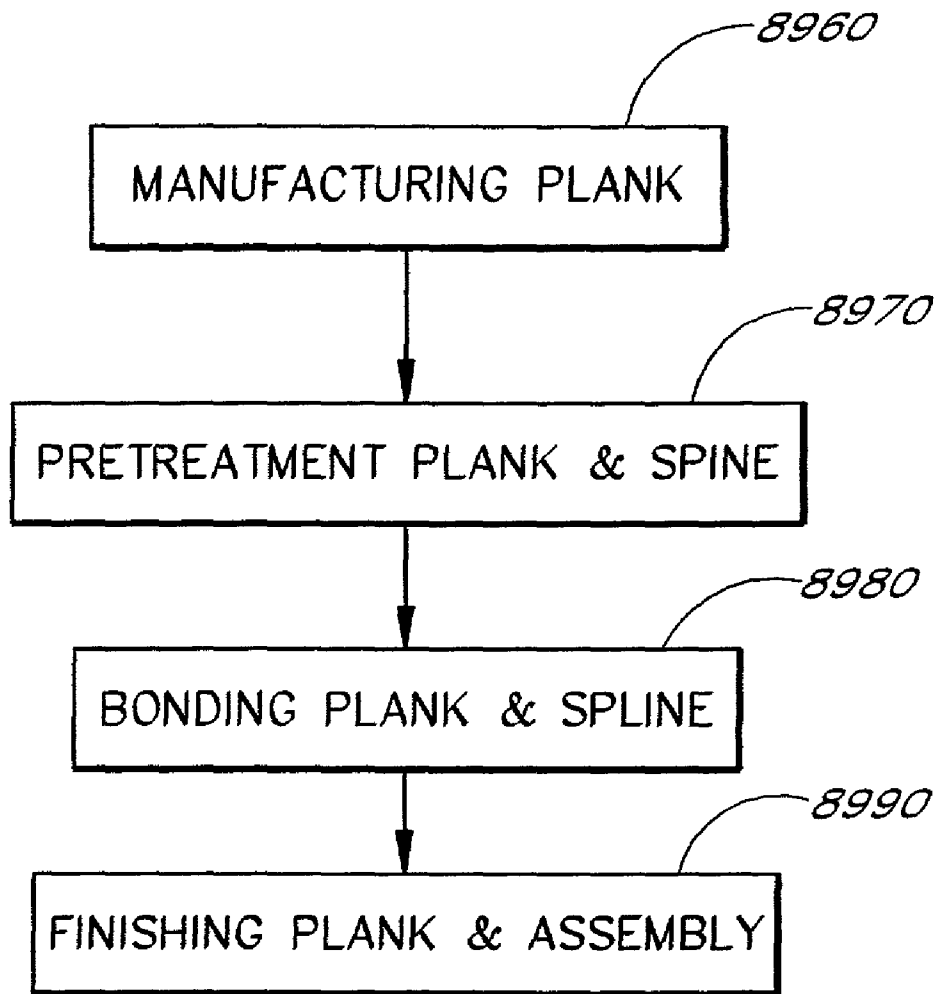 8960
MANUFACTURING PLANK
8970
PRETREATMENT PLANK & SPINE
8980
BONDING PLANK & SPLINE
8990
FINISHING PLANK & ASSEMBLY